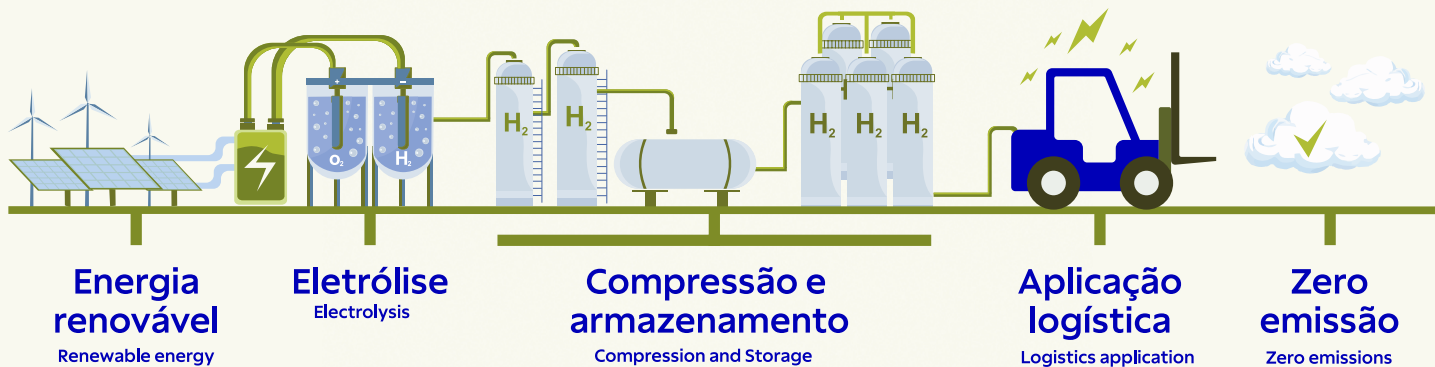 +
−
O₂
H₂
H₂
H₂
H₂
H₂
H₂
Energia
renovável
Renewable energy
Eletrólise
Electrolysis
Compressão e
armazenamento
Compression and Storage
Aplicação
logística
Logistics application
Zero
emissão
Zero emissions